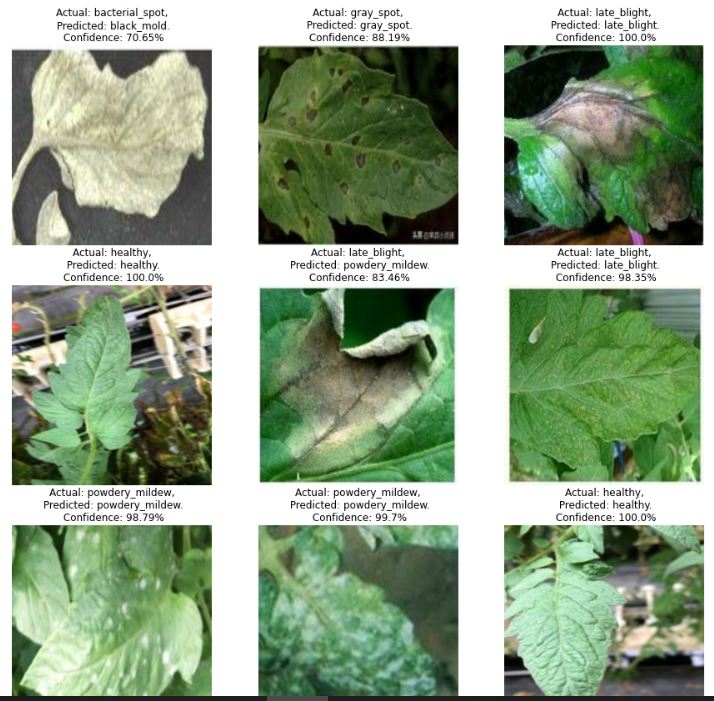 Actual: bacterial_spot,
Predicted: black_mold.
Confidence: 70.65%
Actual: gray_spot,
Predicted: gray_spot.
Confidence: 88.19%
Actual: late_blight,
Predicted: late_blight.
Confidence: 100.0%
Actual: healthy,
Predicted: healthy.
Confidence: 100.0%
Actual: late_blight,
Predicted: powdery_mildew.
Confidence: 83.46%
Actual: late_blight,
Predicted: late_blight.
Confidence: 98.35%
Actual: powdery_mildew,
Predicted: powdery_mildew.
Confidence: 98.79%
Actual: powdery_mildew,
Predicted: powdery_mildew.
Confidence: 99.7%
Actual: healthy,
Predicted: healthy.
Confidence: 100.0%